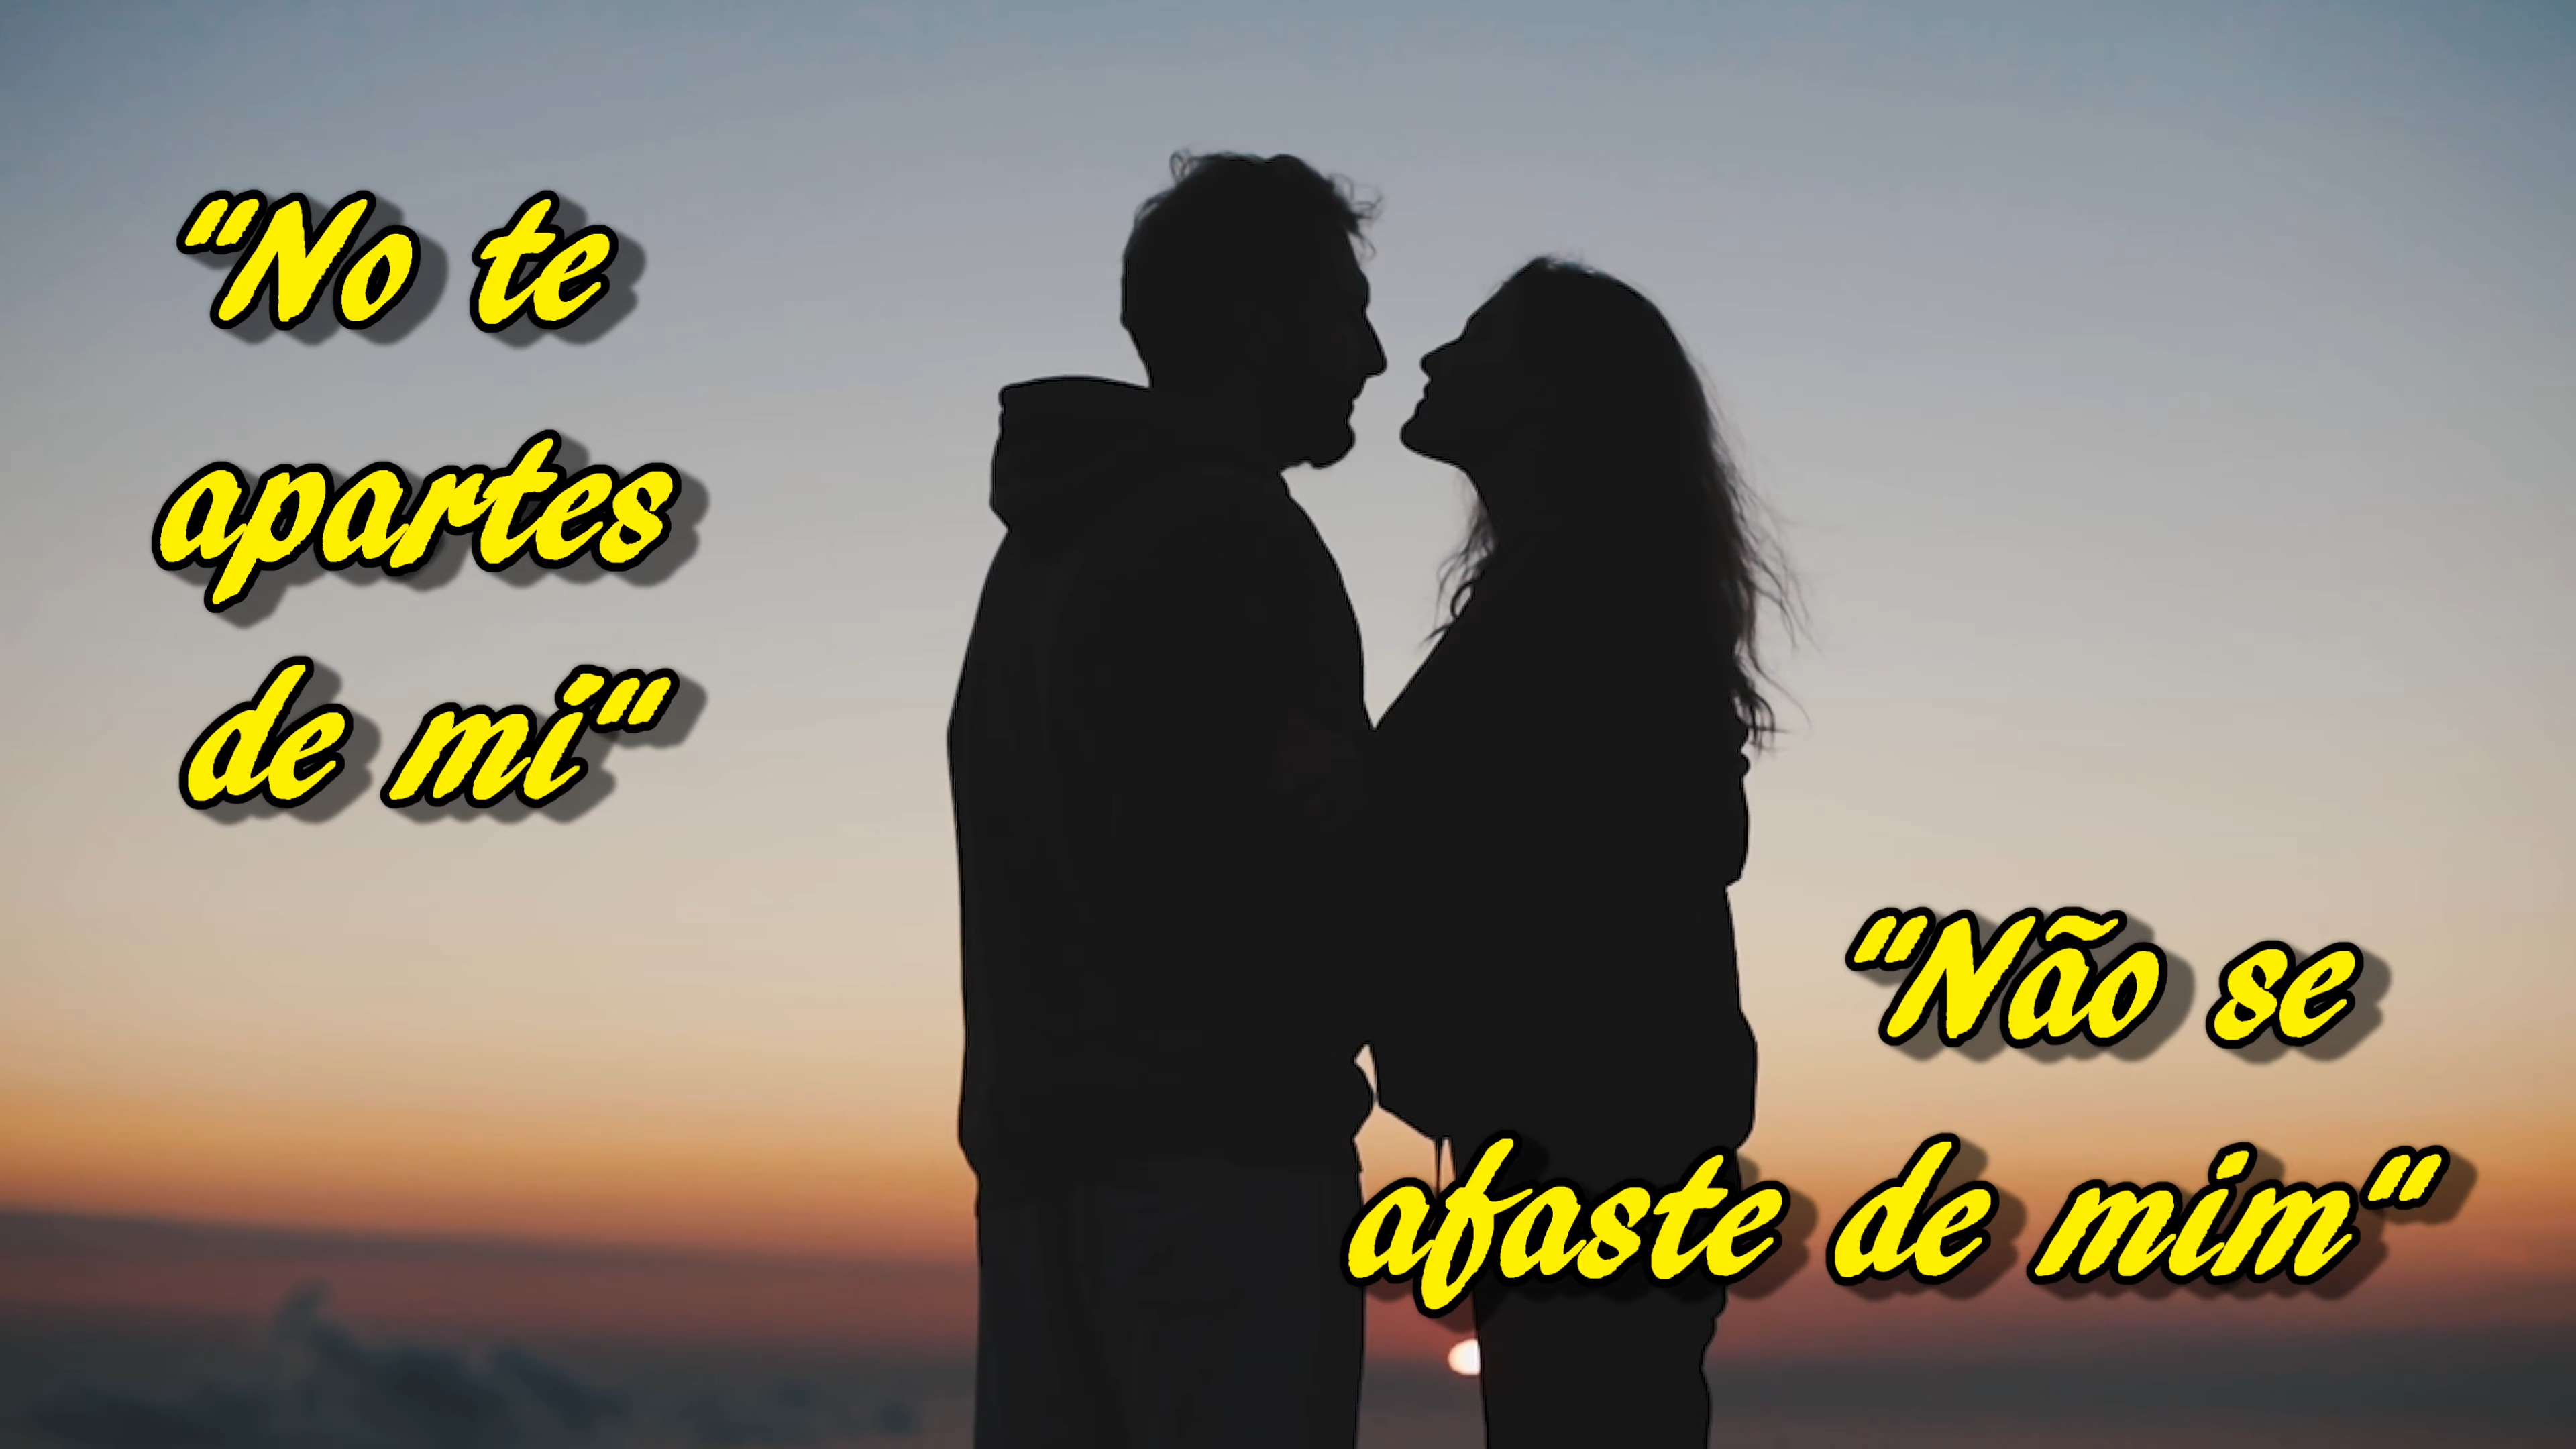 "No te
apartes
de mi"
"Não se
afaste de mim"